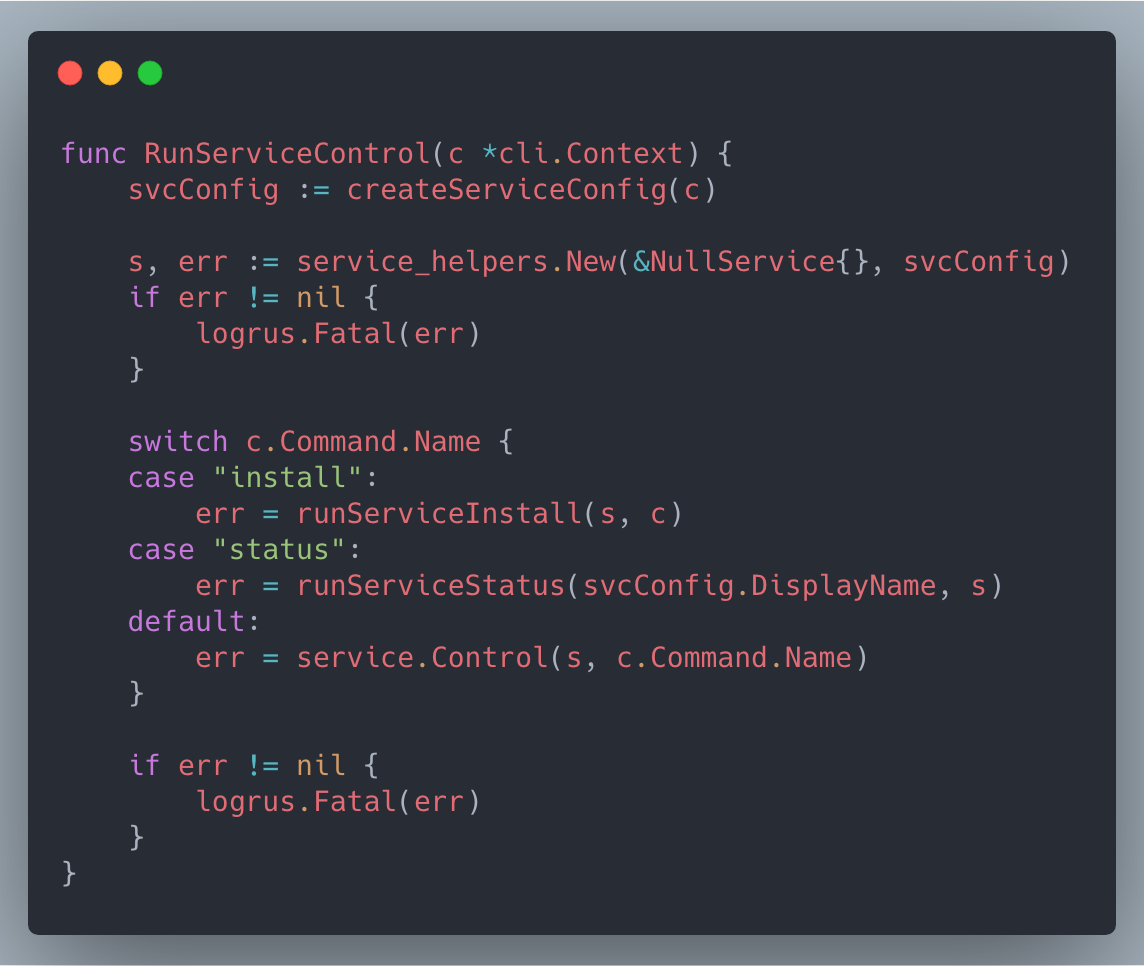 func RunServiceControl(c *cli.Context) {
    svcConfig := createServiceConfig(c)

    s, err := service_helpers.New(&NullService{}, svcConfig)
    if err != nil {
        logrus.Fatal(err)
    }

    switch c.Command.Name {
    case "install":
        err = runServiceInstall(s, c)
    case "status":
        err = runServiceStatus(svcConfig.DisplayName, s)
    default:
        err = service.Control(s, c.Command.Name)
    }

    if err != nil {
        logrus.Fatal(err)
    }
}